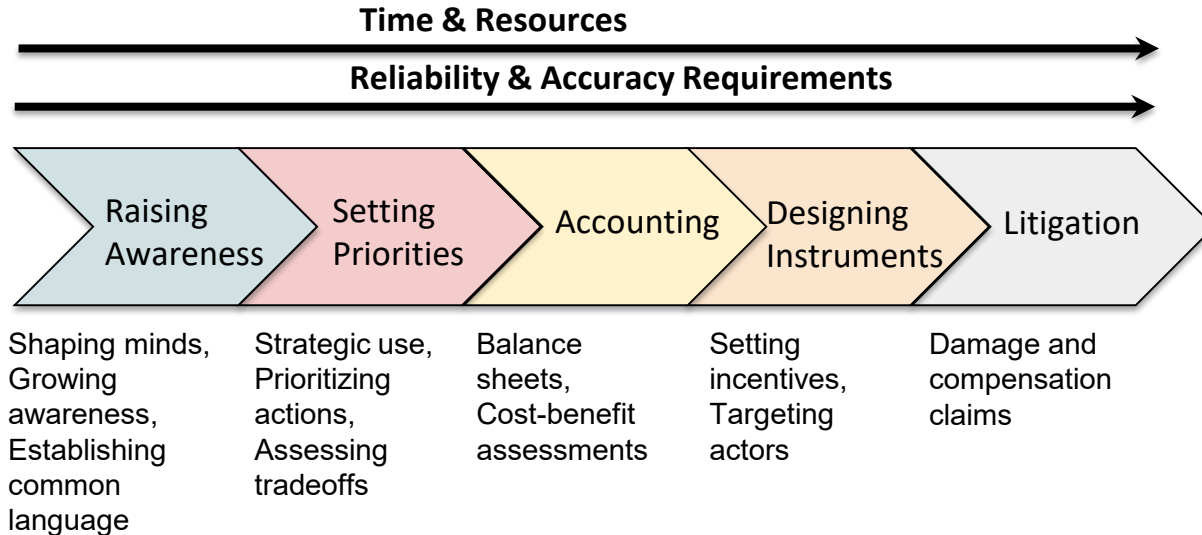 Time & Resources
Reliability & Accuracy Requirements
Raising
Awareness
Setting
Priorities
Accounting
Designing
Instruments
Litigation
Shaping minds,
Growing
awareness,
Establishing
common
language
Strategic use,
Prioritizing
actions,
Assessing
tradeoffs
Balance
sheets,
Cost-benefit
assessments
Setting
incentives,
Targeting
actors
Damage and
compensation
claims